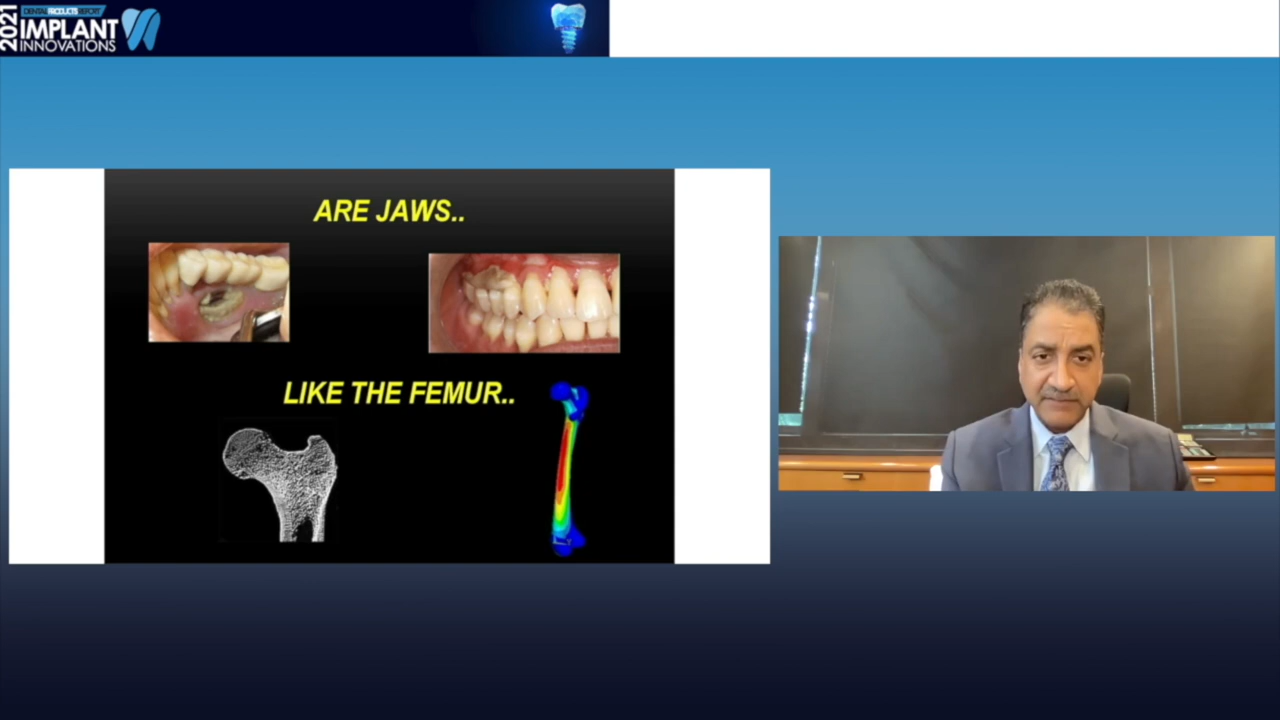 2021
DENTAL PRODUCTS REPORT
IMPLANT
INNOVATIONS
ARE JAWS..
LIKE THE FEMUR..